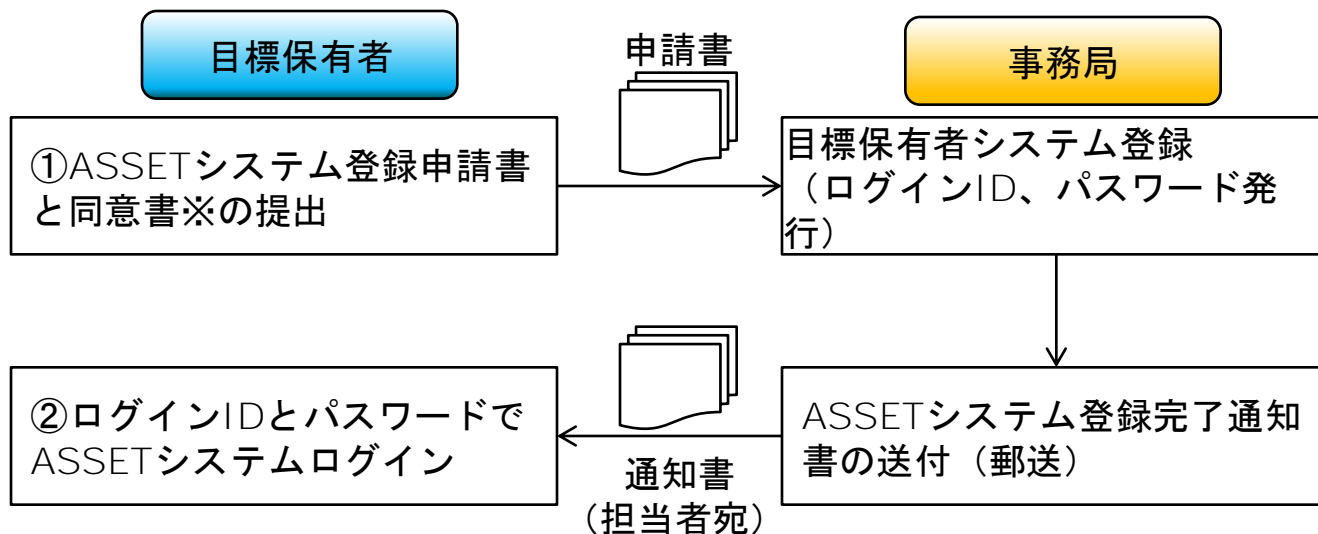 目標保有者
申請書
事務局
①ASSETシステム登録申請書
と同意書※の提出
目標保有者システム登録
（ログインID、パスワード発
行）
②ログインIDとパスワードで
ASSETシステムログイン
通知書
（担当者宛）
ASSETシステム登録完了通知
書の送付（郵送）